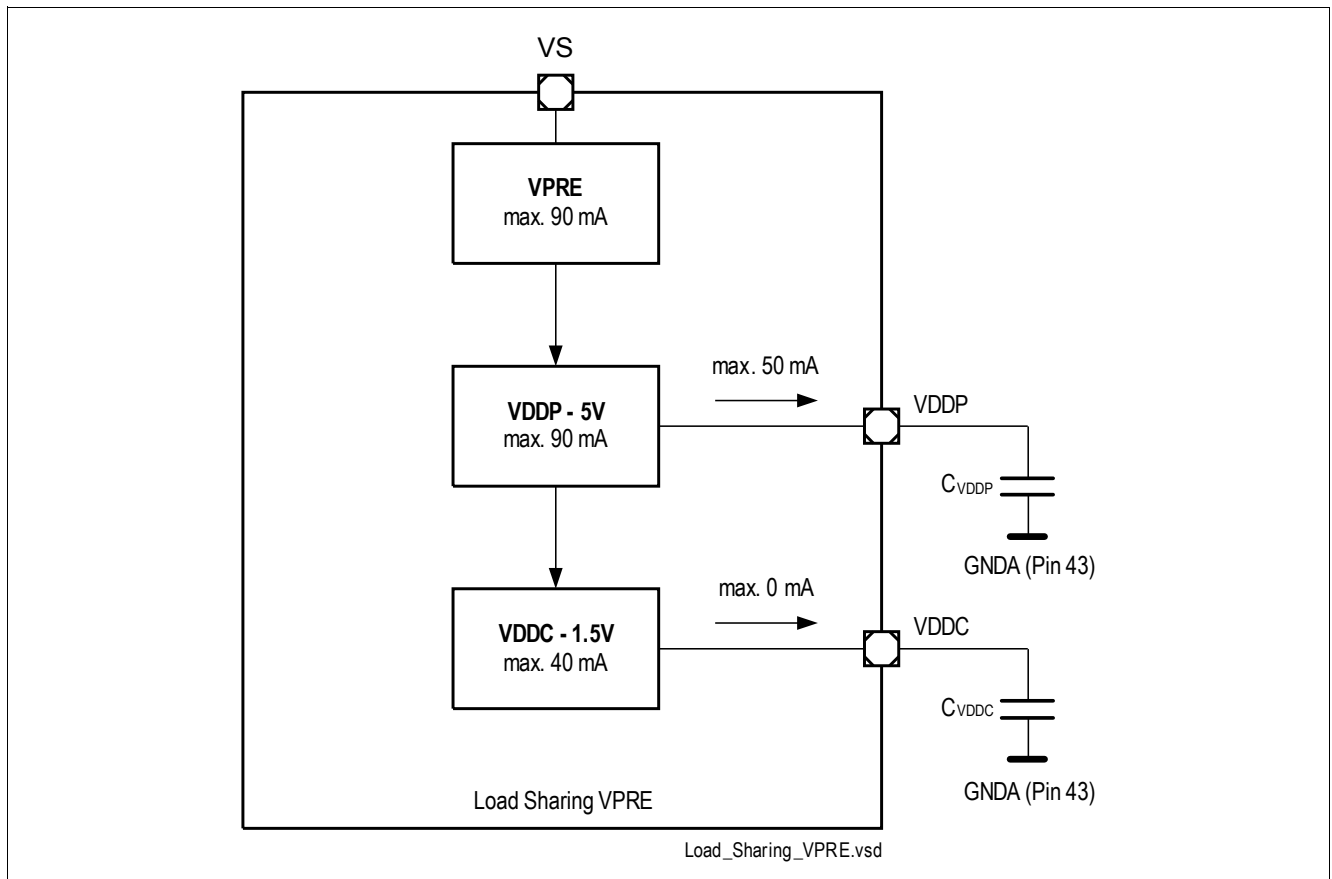 VS
VPRE
max. 90 mA
max. 50 mA
VDDP
VDDP - 5V
max. 90 mA
CVDDP
GNDA (Pin 43)
max. 0 mA
VDDC
VDDC - 1.5V
max. 40 mA
CVDDC
GNDA (Pin 43)
Load Sharing VPRE
Load_Sharing_VPRE.vsd